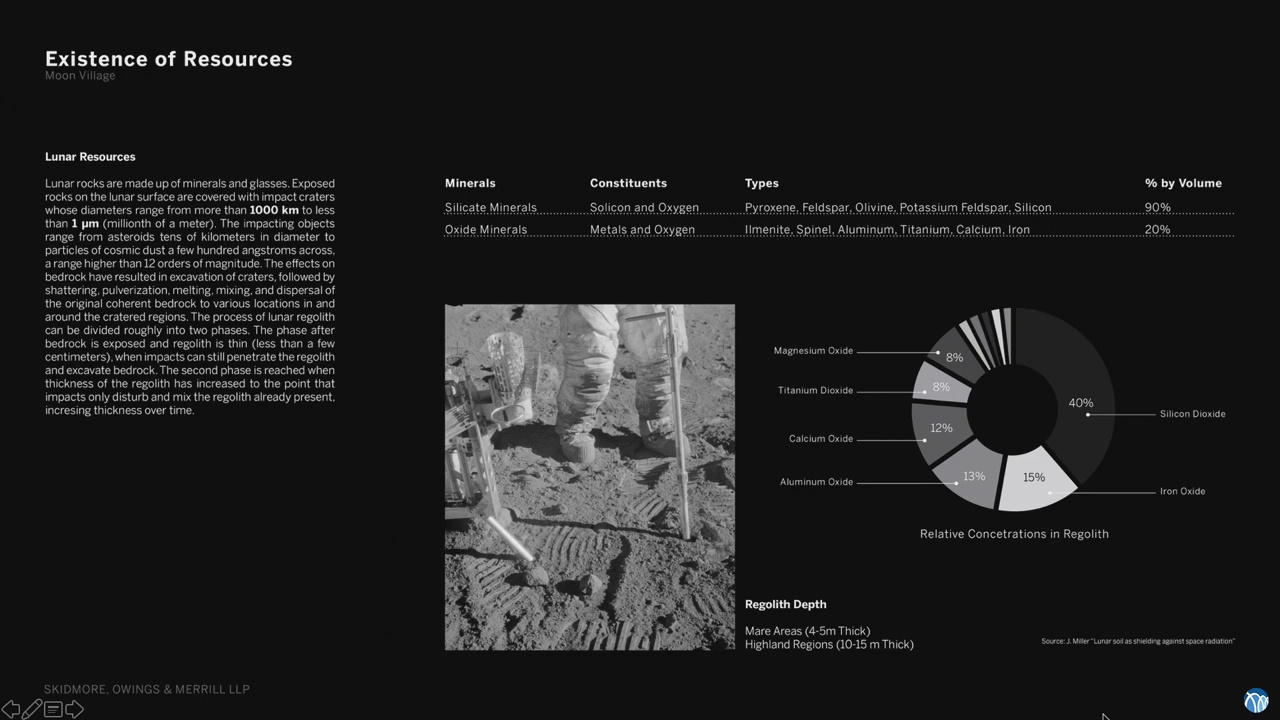 Existence of Resources
Moon Village
Lunar Resources
Lunar rocks are made up of minerals and glasses. Exposed
rocks on the lunar surface are covered with impact craters
whose diameters range from more than 1000 km to less
than 1 μm (millionth of a meter). The impacting objects
range from asteroids tens of kilometers in diameter to
particles of cosmic dust a few hundred angstroms across,
a range higher than 12 orders of magnitude. The effects on
bedrock have resulted in excavation of craters, followed by
shattering, pulverization, melting, mixing, and dispersal of
the original coherent bedrock to various locations in and
around the cratered regions. The process of lunar regolith
can be divided roughly into two phases. The phase after
bedrock is exposed and regolith is thin (less than a few
centimeters), when impacts can still penetrate the regolith
and excavate bedrock. The second phase is reached when
thickness of the regolith has increased to the point that
impacts only disturb and mix the regolith already present,
incresing thickness over time.
Minerals Constituents Types % by Volume
Silicate Minerals Solicon and Oxygen Pyroxene, Feldspar, Olivine, Potassium Feldspar, Silicon 90%
Oxide Minerals Metals and Oxygen Ilmenite, Spinel, Aluminum, Titanium, Calcium, Iron 20%
Magnesium Oxide 8%
Titanium Dioxide 8%
40% Silicon Dioxide
Calcium Oxide 12%
Aluminum Oxide 13%
15% Iron Oxide
Relative Concetrations in Regolith
Regolith Depth
Mare Areas (4-5m Thick)
Highland Regions (10-15 m Thick)
Source: J. Miller "Lunar soil as shielding against space radiation"
SKIDMORE, OWINGS & MERRILL LLP